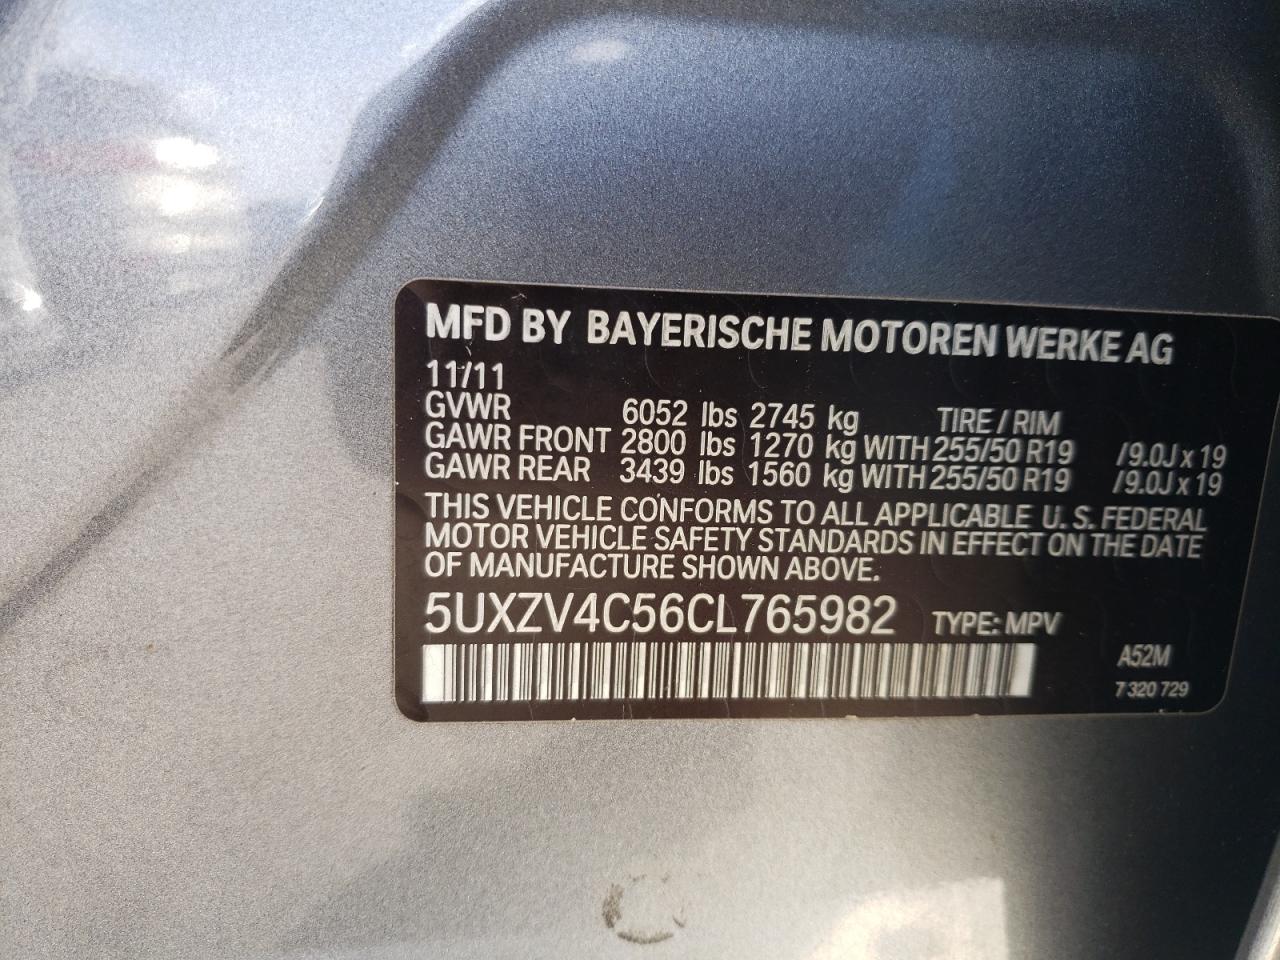 MFD BY BAYERISCHE MOTOREN WERKE AG
11/11
GVWR 6052 lbs 2745 kg TIRE / RIM
GAWR FRONT 2800 lbs 1270 kg WITH 255/50 R19 /9.0J x 19
GAWR REAR 3439 lbs 1560 kg WITH 255/50 R19 /9.0J x 19
THIS VEHICLE CONFORMS TO ALL APPLICABLE U. S. FEDERAL
MOTOR VEHICLE SAFETY STANDARDS IN EFFECT ON THE DATE
OF MANUFACTURE SHOWN ABOVE.
5UXZV4C56CL765982 TYPE: MPV
A52M
7 320 729